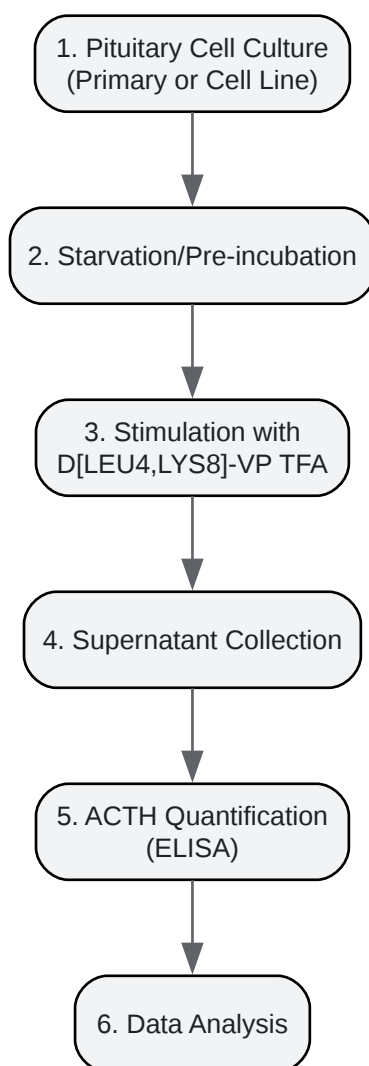 1. Pituitary Cell Culture
(Primary or Cell Line)
2. Starvation/Pre-incubation
3. Stimulation with
D[LEU4,LYS8]-VP TFA
4. Supernatant Collection
5. ACTH Quantification
(ELISA)
6. Data Analysis